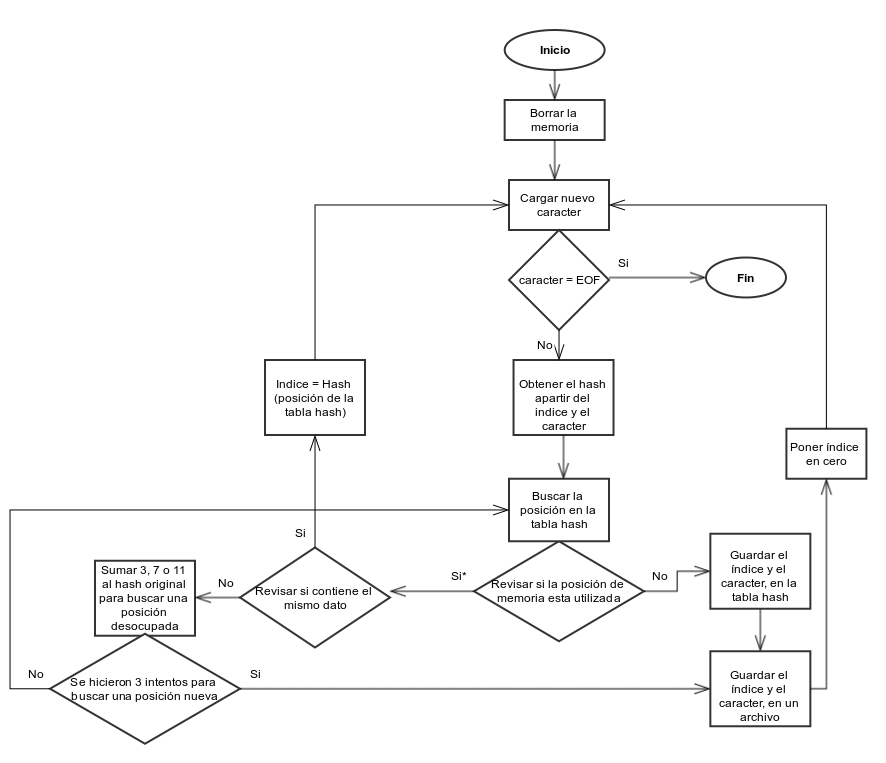 Inicio
Borrar la
memoria
Cargar nuevo
caracter
caracter = EOF
Si
Fin
No
Indice = Hash
(posición de la
tabla hash)
Obtener el hash
apartir del
indice y el
caracter
Poner índice
en cero
Buscar la
posición en la
tabla hash
Si
Si*
No
Revisar si la posición de
memoria esta utilizada
Guardar el
índice y el
caracter, en la
tabla hash
Revisar si contiene el
mismo dato
No
Sumar 3, 7 o 11
al hash original
para buscar una
posición
desocupada
No
Se hicieron 3 intentos para
buscar una posición nueva
Si
Guardar el
índice y el
caracter, en un
archivo